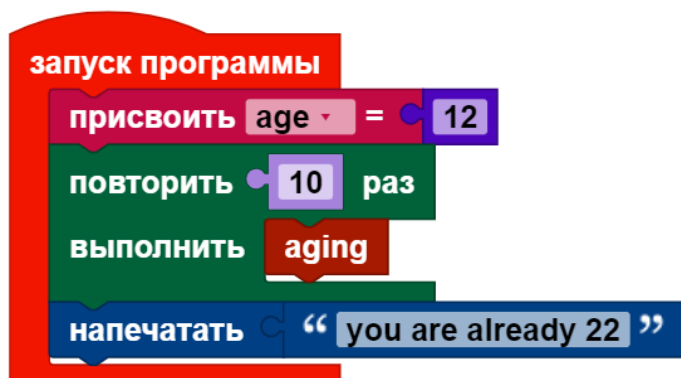 запуск программы
присвоить age = 12
повторить 10 раз
выполнить aging
напечатать “ you are already 22 ”